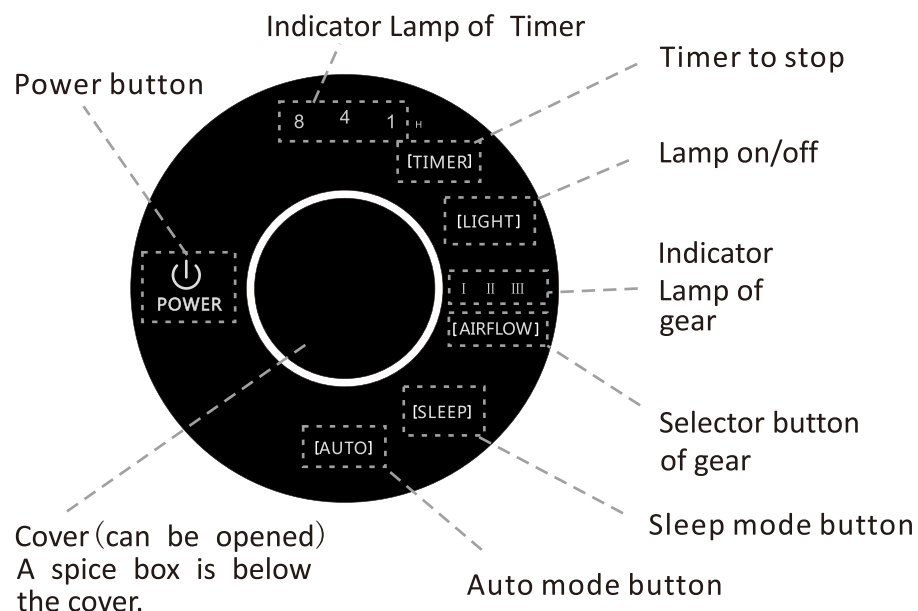 Indicator Lamp of Timer
Timer to stop
Power button
8 4 1 H
[TIMER]
Lamp on/off
[LIGHT]
Indicator
Lamp of
gear
I II III
POWER
[AIRFLOW]
[SLEEP]
Selector button
of gear
[AUTO]
Sleep mode button
Cover(can be opened)
A spice box is below
the cover.
Auto mode button